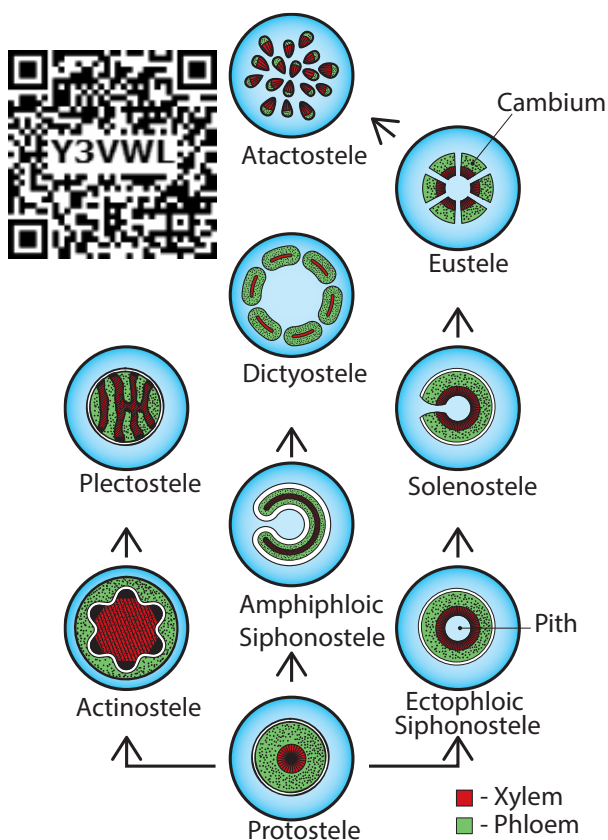 Y3VWL
Atactostele
Cambium
Eustele
Dictyostele
Plectostele
Solenostele
Amphiphloic
Siphonostele
Pith
Actinostele
Ectophloic
Siphonostele
Protostele
- Xylem
- Phloem